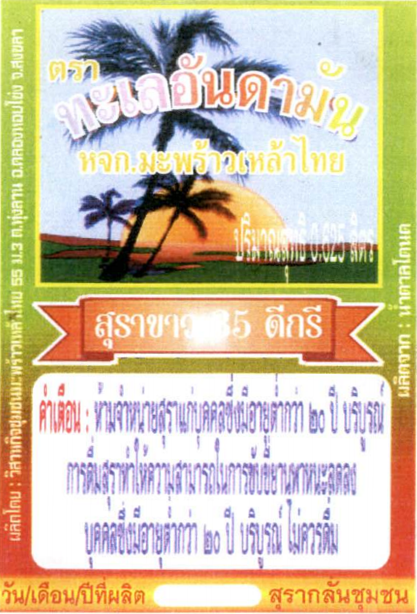 ตรา
ทะเลอันดามัน
หจก.มะพร้าวเหล้าไทย
ปริมาณสุทธิ 0.625 ลิตร
สุราขาว 35 ดีกรี
คำเตือน : ห้ามจำหน่ายสุราแก่บุคคลซึ่งมีอายุต่ำกว่า ๒๐ ปี บริบูรณ์
การดื่มสุราทำให้ความสามารถในการขับขี่ยานพาหนะลดลง
บุคคลซึ่งมีอายุต่ำกว่า ๒๐ ปี บริบูรณ์ ไม่ควรดื่ม
วัน/เดือน/ปีที่ผลิต สุรากลั่นชุมชน
ผลิตโดย : วิสาหกิจชุมชนมะพร้าวเหล้าไทย 55 ม.3 ต.ทุ่งลาน อ.คลองหอยโข่ง จ.สงขลา
ผลิตจาก : น้ำตาลโตนด